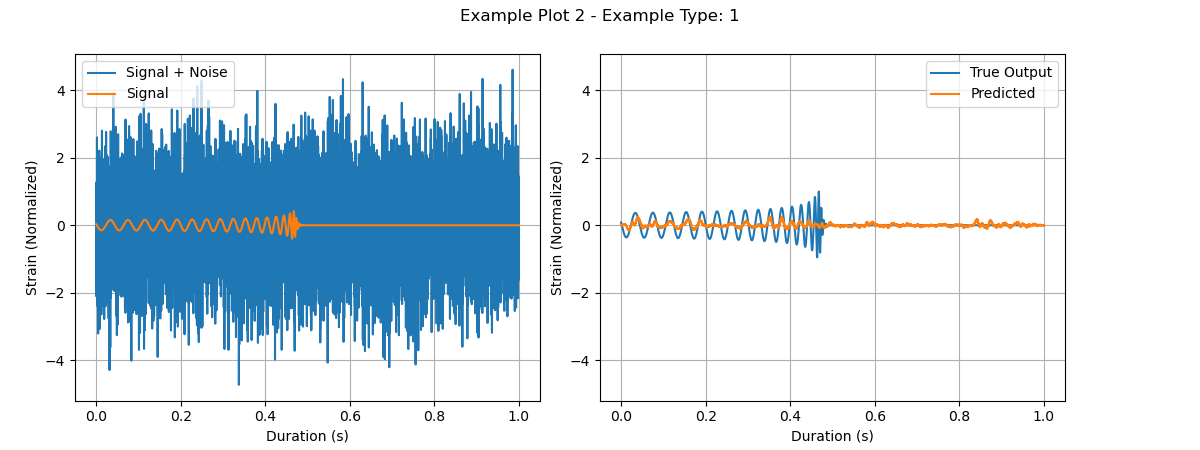 Example Plot 2 - Example Type: 1
Signal + Noise
Signal
4
2
0
−2
−4
Strain (Normalized)
0.0 0.2 0.4 0.6 0.8 1.0
Duration (s)
True Output
Predicted
4
2
0
−2
−4
Strain (Normalized)
0.0 0.2 0.4 0.6 0.8 1.0
Duration (s)